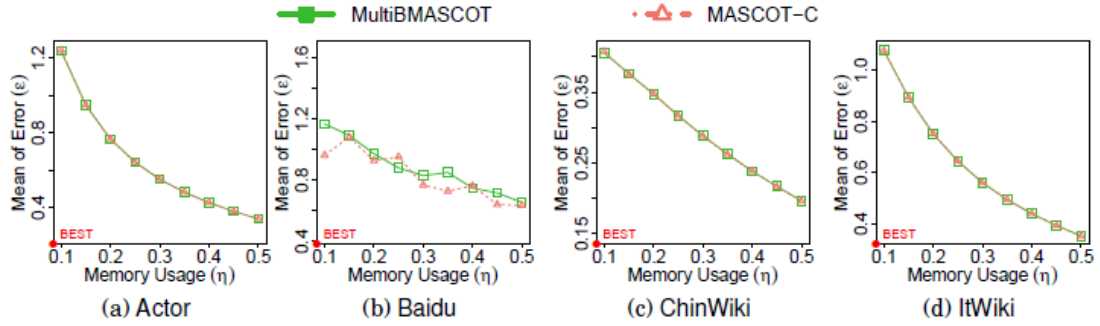 MultiBMASCOT MASCOT-C
Mean of Error (ε)
0.4 0.8 1.2
BEST
0.1 0.2 0.3 0.4 0.5
Memory Usage (η)
(a) Actor
Mean of Error (ε)
0.4 0.8 1.2 1.6
BEST
0.1 0.2 0.3 0.4 0.5
Memory Usage (η)
(b) Baidu
Mean of Error (ε)
0.15 0.25 0.35
BEST
0.1 0.2 0.3 0.4 0.5
Memory Usage (η)
(c) ChinWiki
Mean of Error (ε)
0.4 0.6 0.8 1.0
BEST
0.1 0.2 0.3 0.4 0.5
Memory Usage (η)
(d) ItWiki